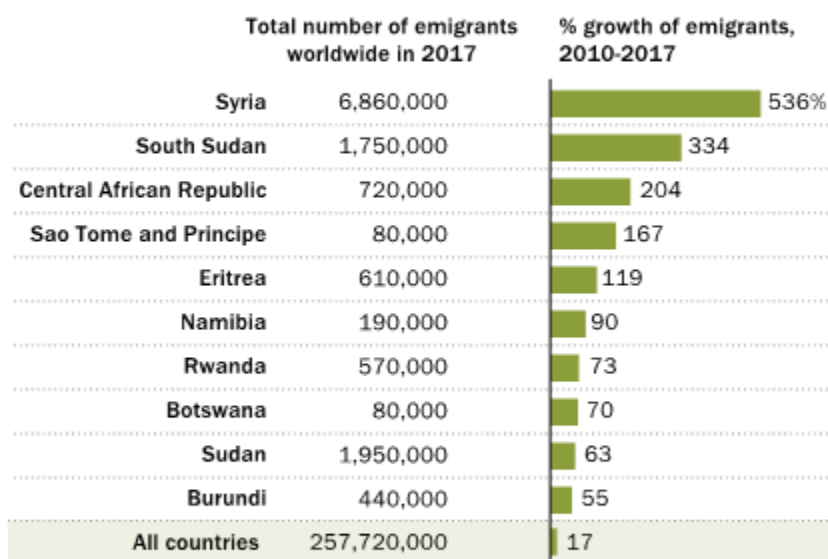 Total number of emigrants worldwide in 2017
% growth of emigrants, 2010-2017
Syria 6,860,000 536%
South Sudan 1,750,000 334
Central African Republic 720,000 204
Sao Tome and Principe 80,000 167
Eritrea 610,000 119
Namibia 190,000 90
Rwanda 570,000 73
Botswana 80,000 70
Sudan 1,950,000 63
Burundi 440,000 55
All countries 257,720,000 17